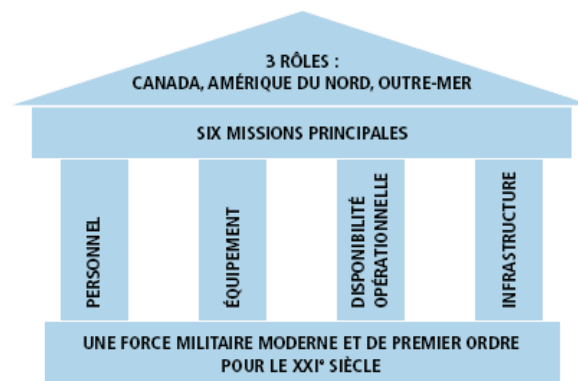 3 RÔLES :
CANADA, AMÉRIQUE DU NORD, OUTRE-MER
SIX MISSIONS PRINCIPALES
PERSONNEL
ÉQUIPEMENT
DISPONIBILITÉ
OPÉRATIONNELLE
INFRASTRUCTURE
UNE FORCE MILITAIRE MODERNE ET DE PREMIER ORDRE
POUR LE XXIᵉ SIÈCLE